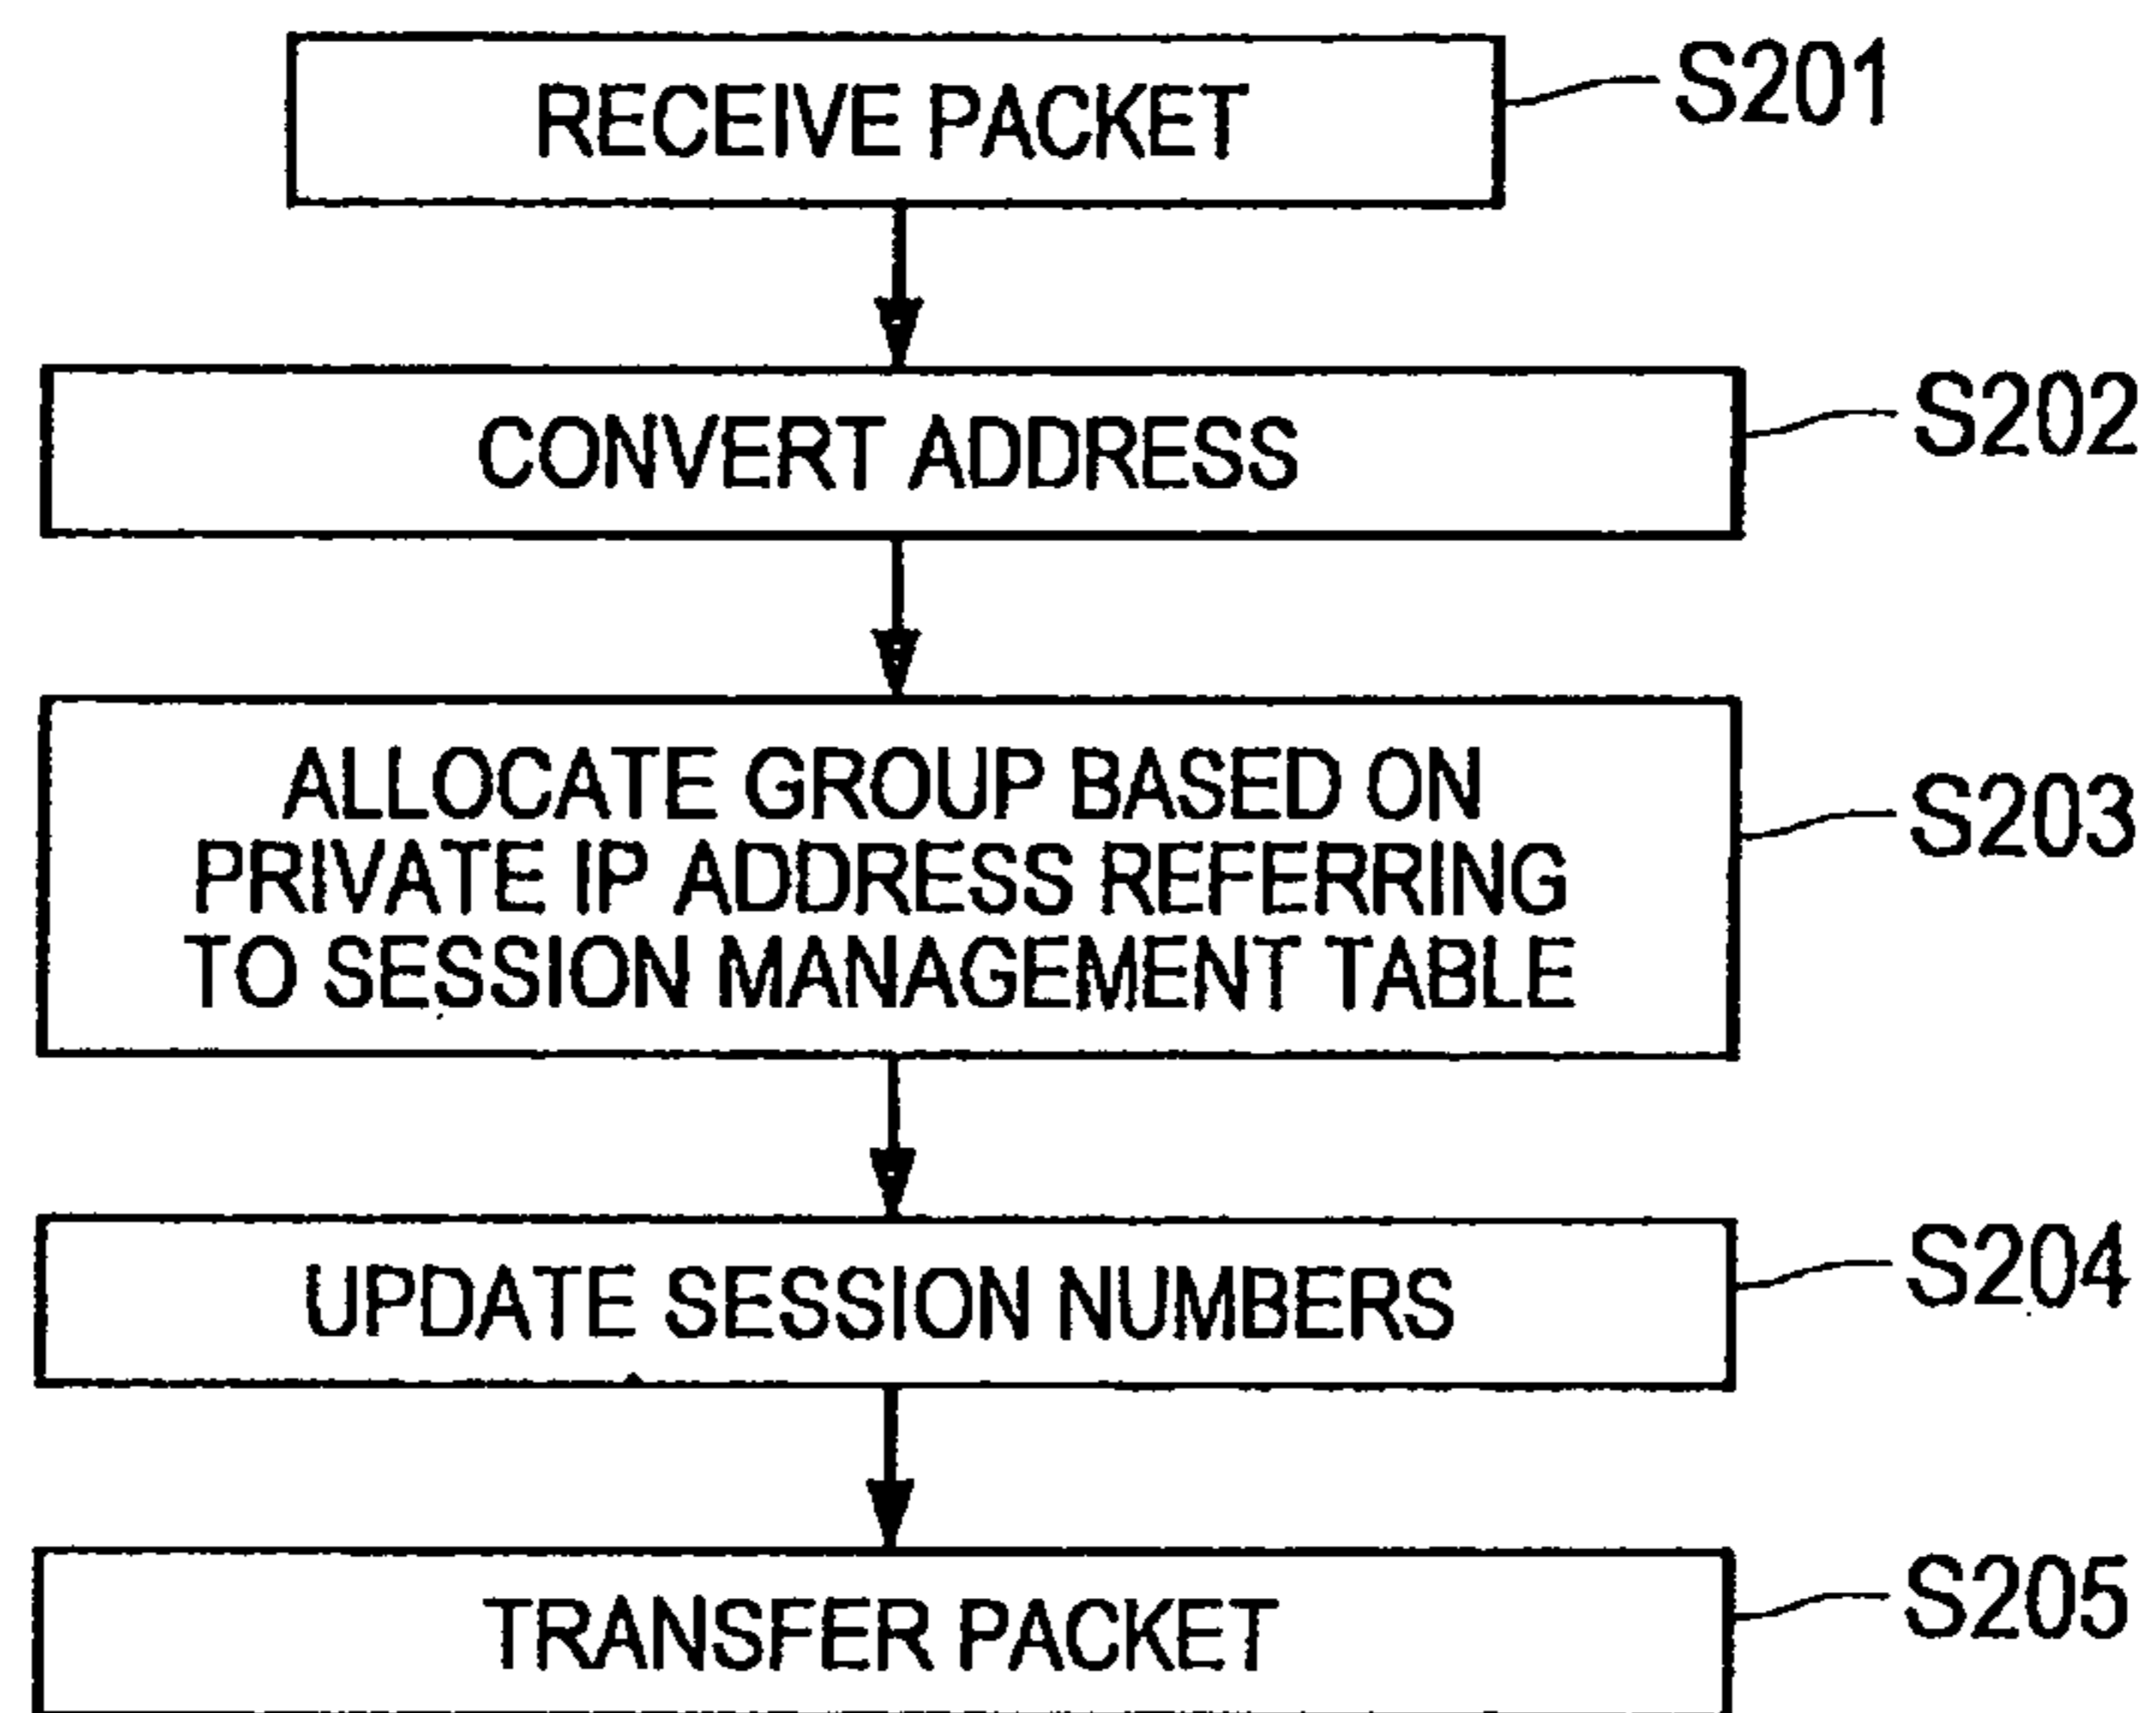 RECEIVE PACKET
S201
CONVERT ADDRESS
S202
ALLOCATE GROUP BASED ON
PRIVATE IP ADDRESS REFERRING
TO SESSION MANAGEMENT TABLE
S203
UPDATE SESSION NUMBERS
S204
TRANSFER PACKET
S205